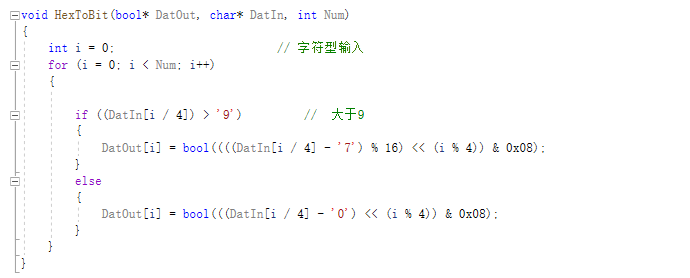 void HexToBit(bool* DatOut, char* DatIn, int Num)
{
int i = 0; // 字符型输入
for (i = 0; i < Num; i++)
{
if ((DatIn[i / 4]) > '9') // 大于9
{
DatOut[i] = bool((((DatIn[i / 4] - '7') % 16) << (i % 4)) & 0x08);
}
else
{
DatOut[i] = bool(((DatIn[i / 4] - '0') << (i % 4)) & 0x08);
}
}
}